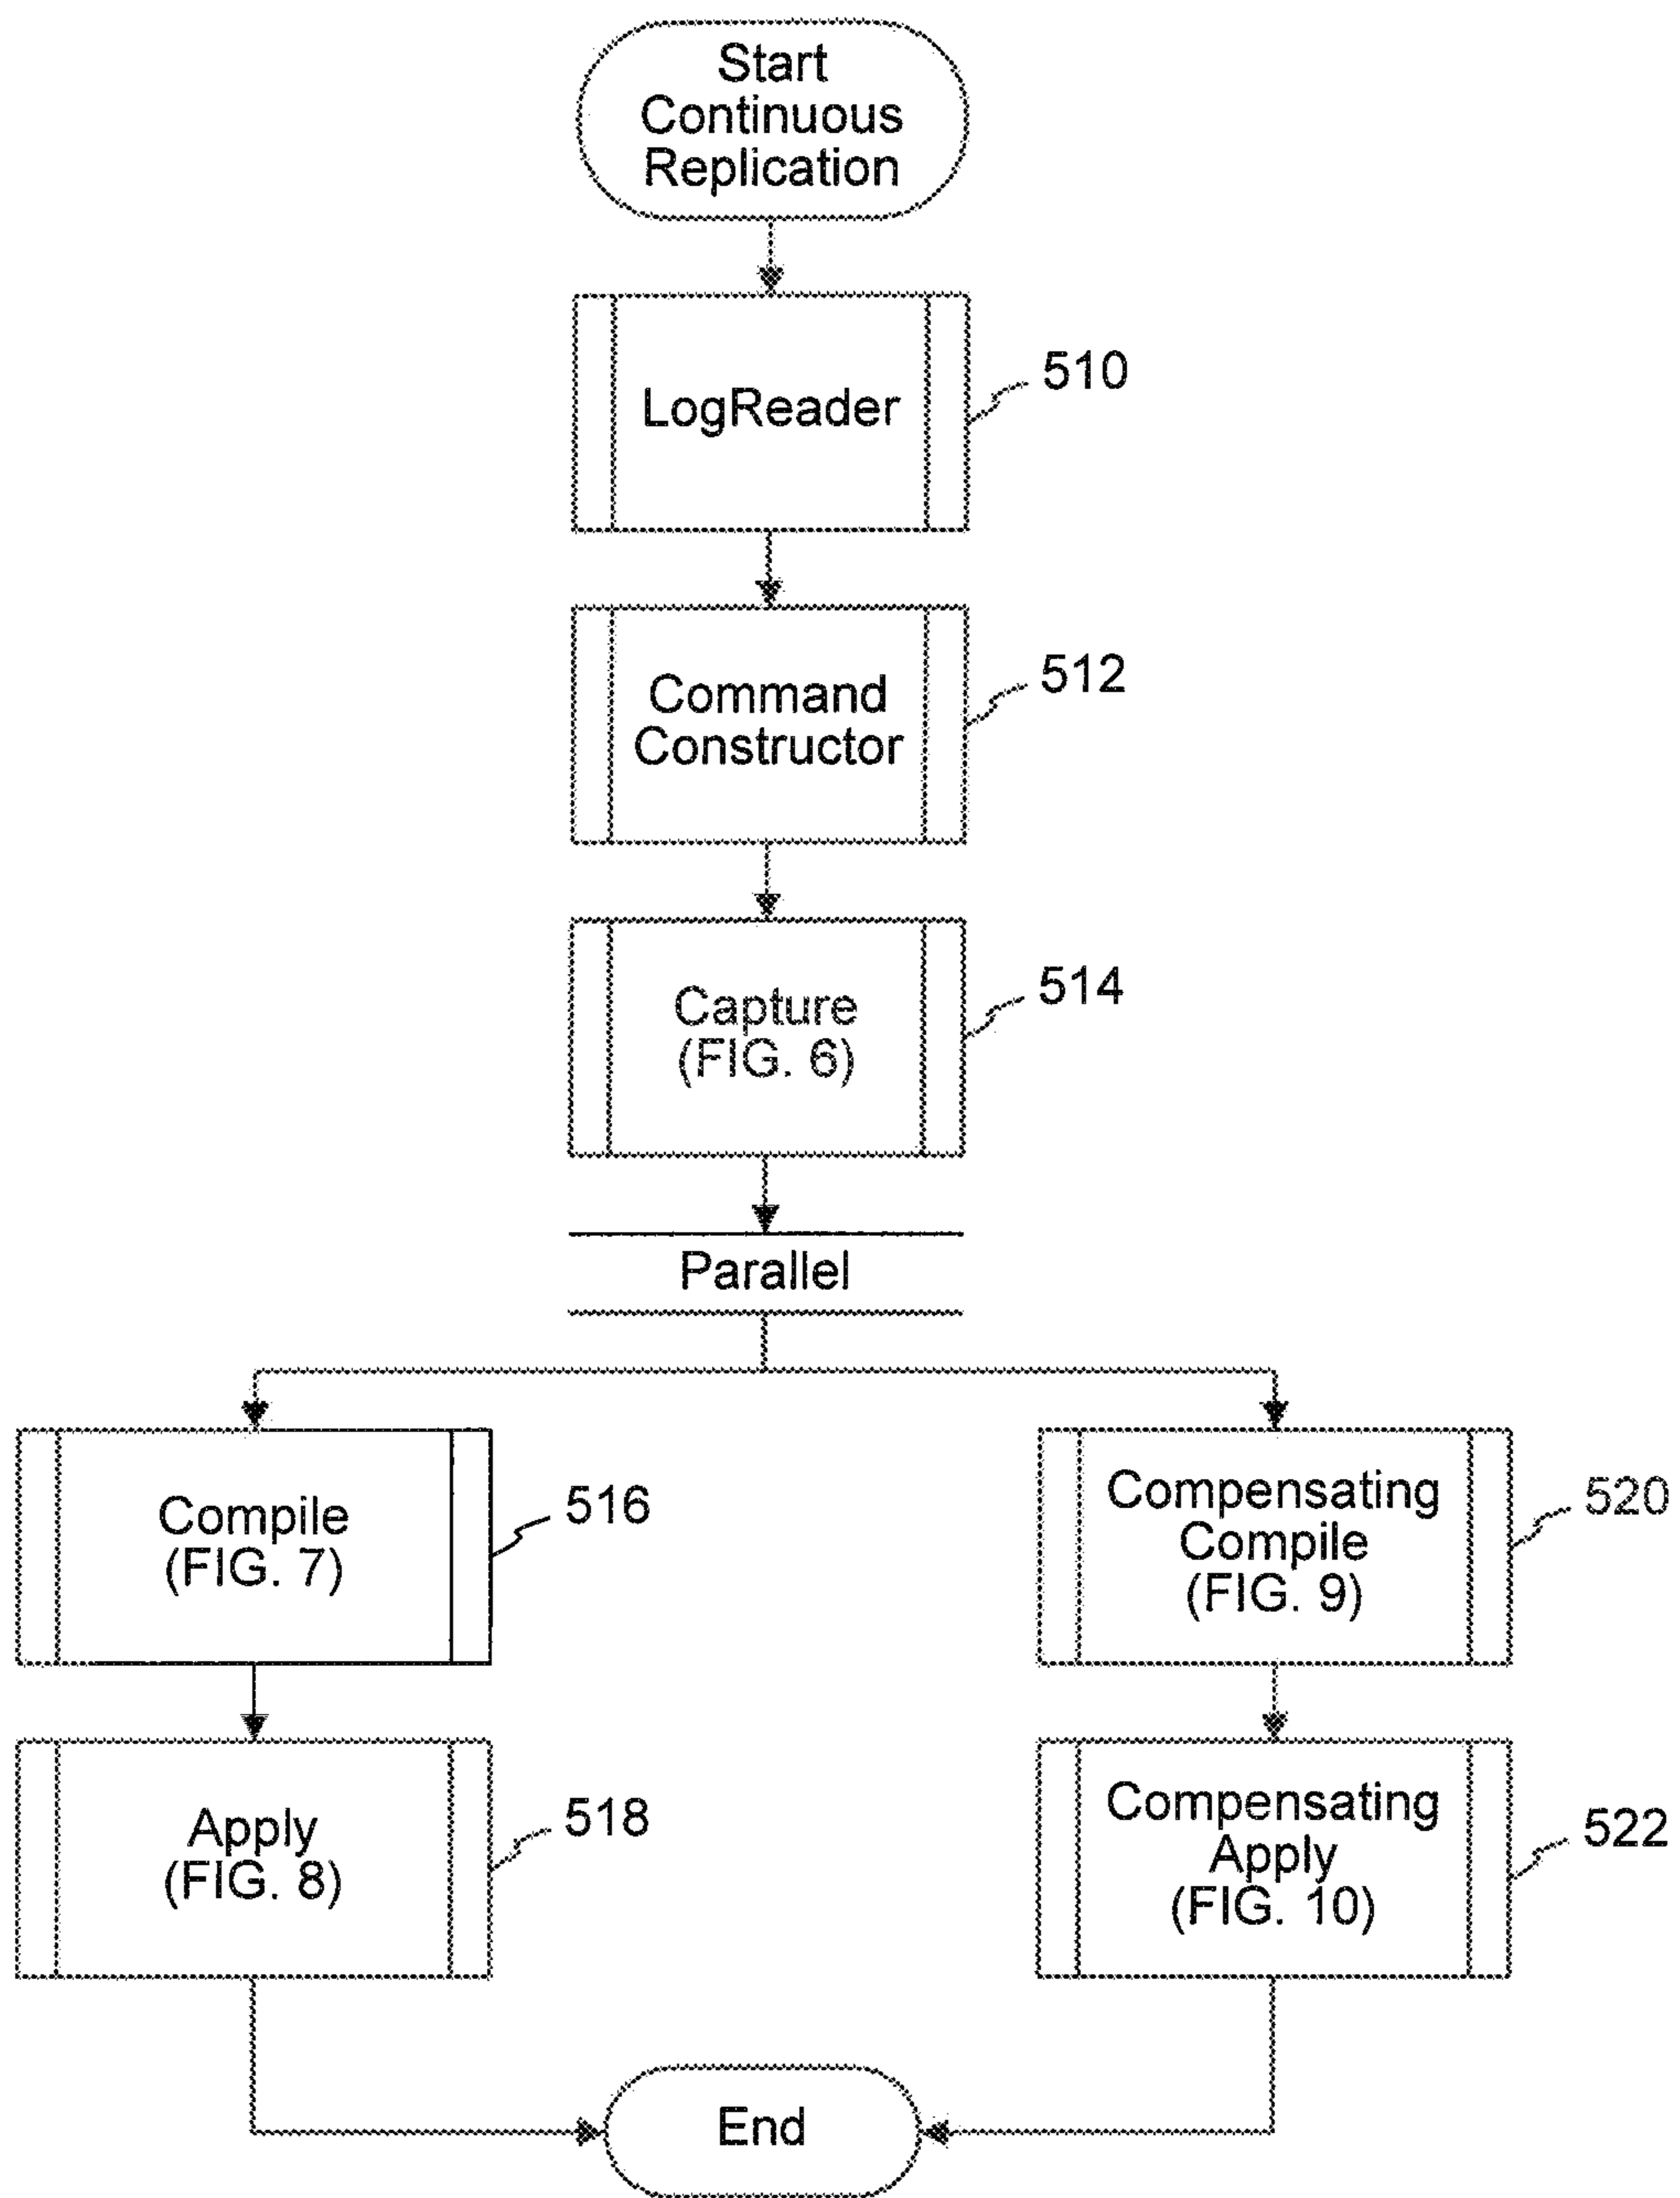 Start
Continuous
Replication
LogReader
510
Command
Constructor
512
Capture
(FIG. 6)
514
Parallel
Compile
(FIG. 7)
516
Compensating
Compile
(FIG. 9)
520
Apply
(FIG. 8)
518
Compensating
Apply
(FIG. 10)
522
End